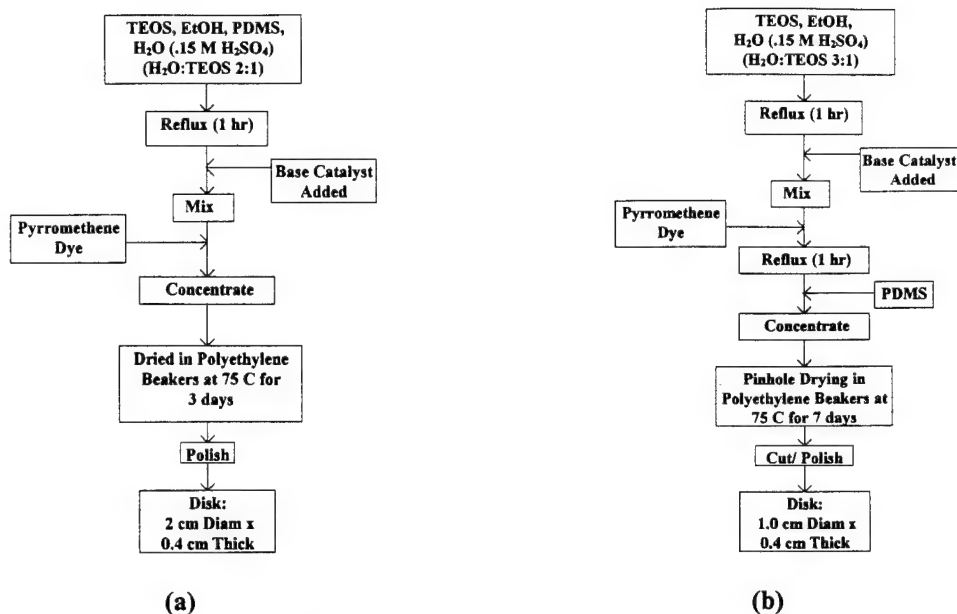 TEOS, EtOH, PDMS,
H₂O (.15 M H₂SO₄)
(H₂O:TEOS 2:1)
Reflux (1 hr)
Base Catalyst
Added
Mix
Pyrromethene
Dye
Concentrate
Dried in Polyethylene
Beakers at 75 C for
3 days
Polish
Disk:
2 cm Diam x
0.4 cm Thick
(a)
TEOS, EtOH,
H₂O (.15 M H₂SO₄)
(H₂O:TEOS 3:1)
Reflux (1 hr)
Base Catalyst
Added
Mix
Pyrromethene
Dye
Reflux (1 hr)
PDMS
Concentrate
Pinhole Drying in
Polyethylene Beakers at
75 C for 7 days
Cut/ Polish
Disk:
1.0 cm Diam x
0.4 cm Thick
(b)